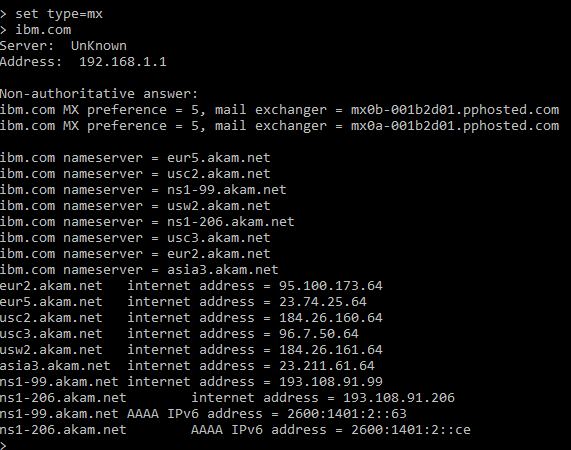 > set type=mx
> ibm.com
Server:  UnKnown
Address:  192.168.1.1

Non-authoritative answer:
ibm.com MX preference = 5, mail exchanger = mx0b-001b2d01.pphosted.com
ibm.com MX preference = 5, mail exchanger = mx0a-001b2d01.pphosted.com

ibm.com nameserver = eur5.akam.net
ibm.com nameserver = usc2.akam.net
ibm.com nameserver = ns1-99.akam.net
ibm.com nameserver = usw2.akam.net
ibm.com nameserver = ns1-206.akam.net
ibm.com nameserver = usc3.akam.net
ibm.com nameserver = eur2.akam.net
ibm.com nameserver = asia3.akam.net
eur2.akam.net   internet address = 95.100.173.64
eur5.akam.net   internet address = 23.74.25.64
usc2.akam.net   internet address = 184.26.160.64
usc3.akam.net   internet address = 96.7.50.64
usw2.akam.net   internet address = 184.26.161.64
asia3.akam.net  internet address = 23.211.61.64
ns1-99.akam.net internet address = 193.108.91.99
ns1-206.akam.net        internet address = 193.108.91.206
ns1-99.akam.net AAAA IPv6 address = 2600:1401:2::63
ns1-206.akam.net        AAAA IPv6 address = 2600:1401:2::ce
>